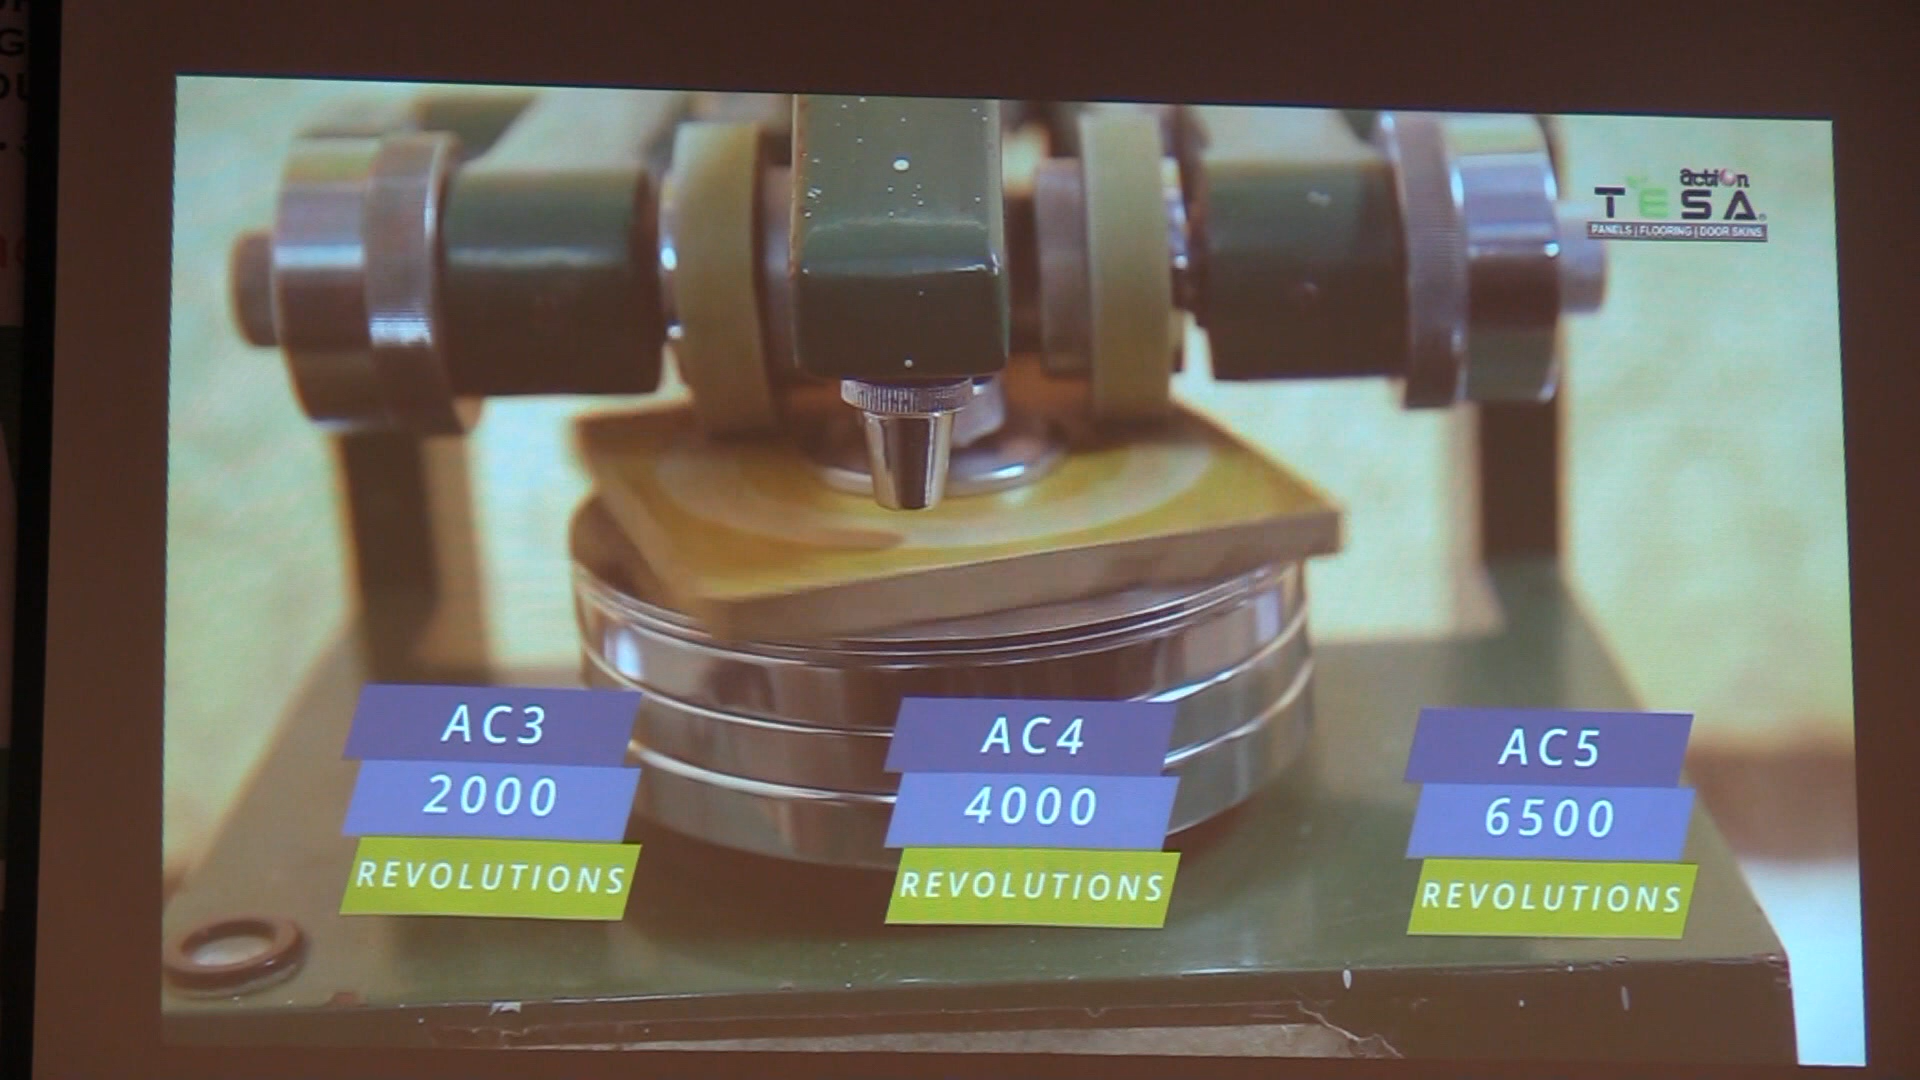 action
TESA
PANELS | FLOORING | DOOR SKINS
AC3
2000
REVOLUTIONS
AC4
4000
REVOLUTIONS
AC5
6500
REVOLUTIONS